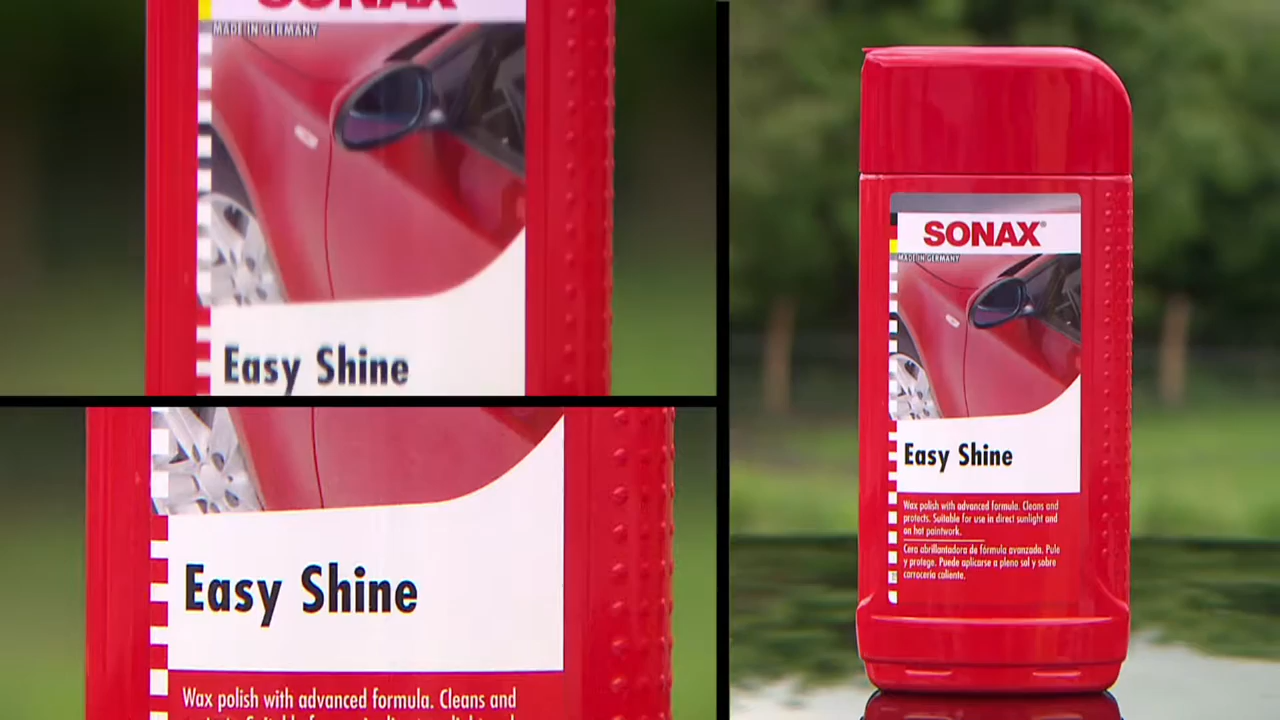 SONAX
MADE IN GERMANY
Easy Shine
Easy Shine
Wax polish with advanced formula. Cleans and
SONAX®
MADE IN GERMANY
Easy Shine
Wax polish with advanced formula. Cleans and
protects. Suitable for use in direct sunlight and
on hot paintwork.
Cera abrillantadora de fórmula avanzada. Pule
y protege. Puede aplicarse a pleno sol y sobre
carrocería caliente.